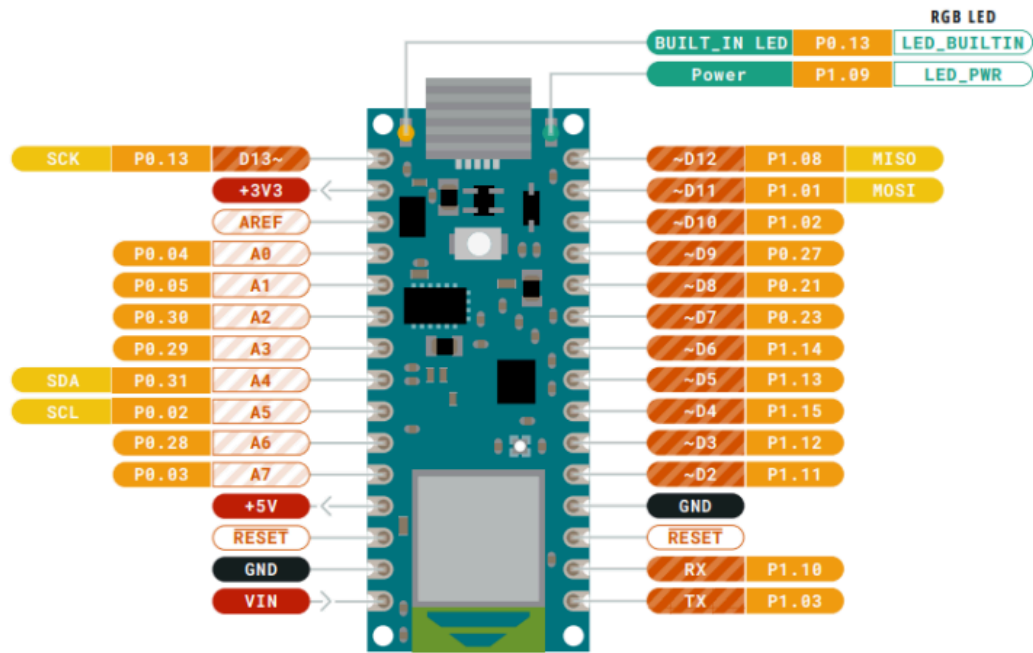 RGB LED
BUILT_IN LED P0.13 LED_BUILTIN
Power P1.09 LED_PWR
SCK P0.13 D13~
+3V3
AREF
P0.04 A0
P0.05 A1
P0.30 A2
P0.29 A3
SDA P0.31 A4
SCL P0.02 A5
P0.28 A6
P0.03 A7
+5V
RESET
GND
VIN
~D12 P1.08 MISO
~D11 P1.01 MOSI
~D10 P1.02
~D9 P0.27
~D8 P0.21
~D7 P0.23
~D6 P1.14
~D5 P1.13
~D4 P1.15
~D3 P1.12
~D2 P1.11
GND
RESET
RX P1.10
TX P1.03